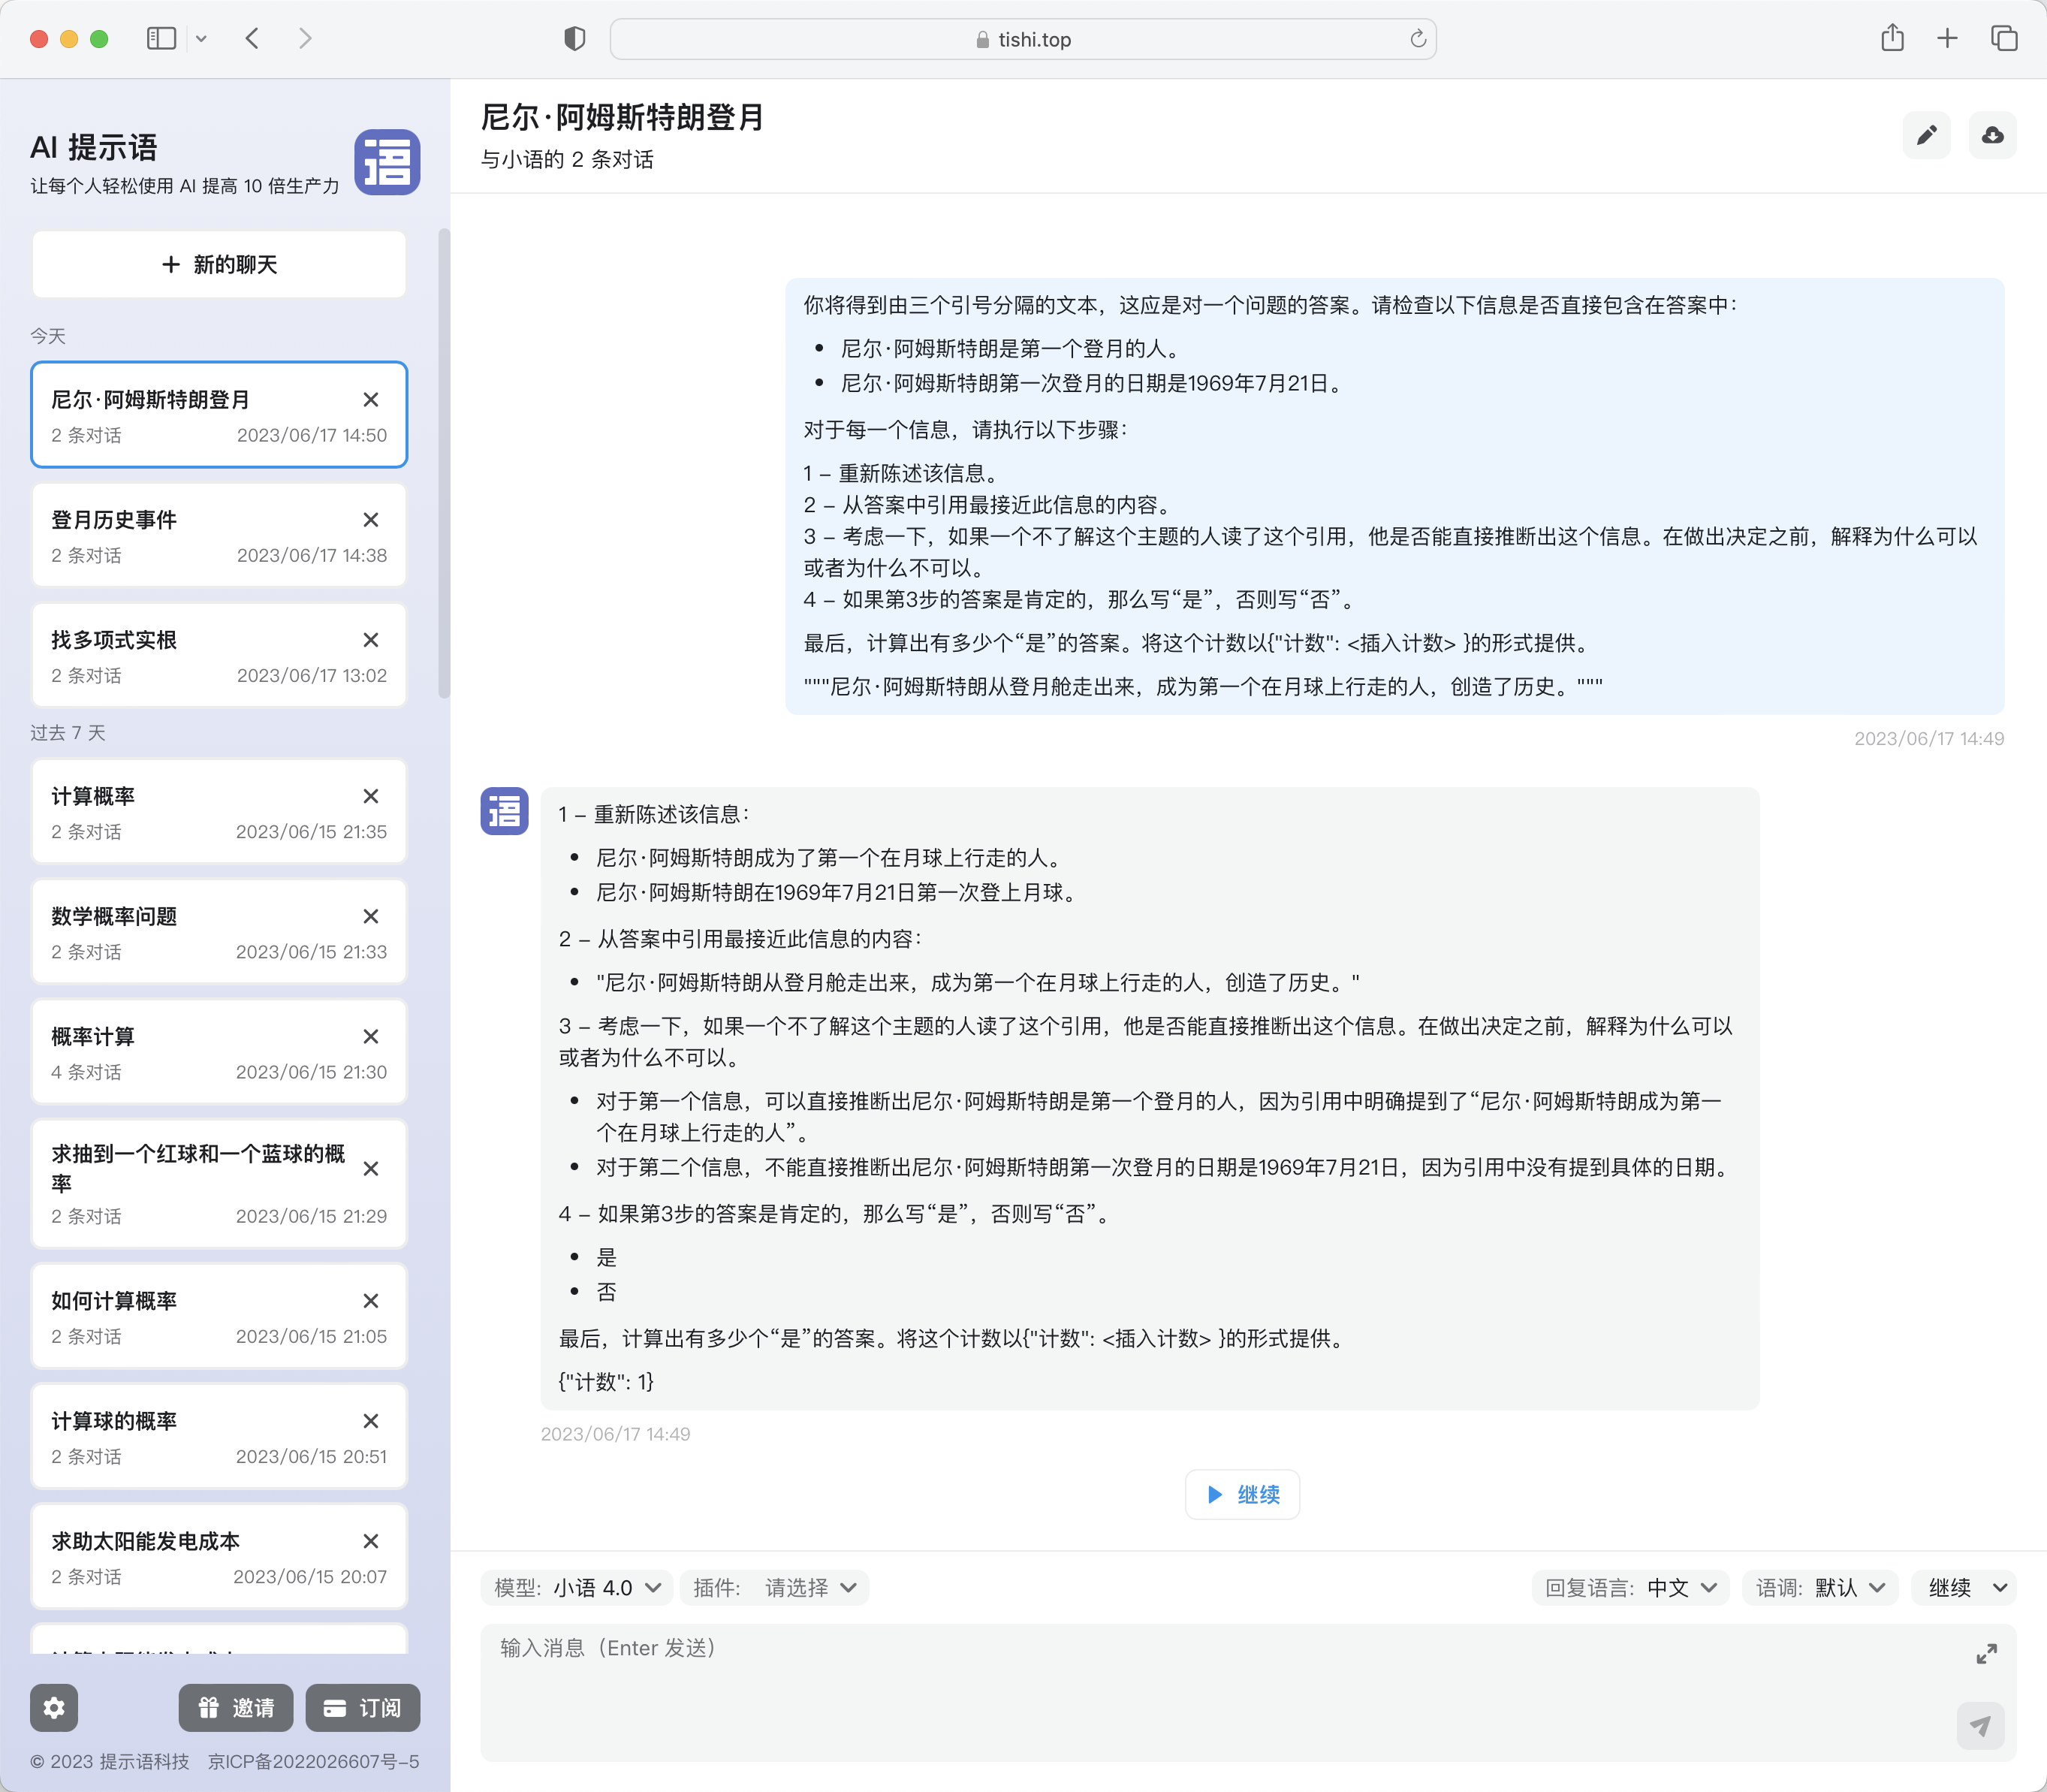 tishi.top
AI 提示语
让每个人轻松使用 AI 提高 10 倍生产力
语
+ 新的聊天
今天
尼尔·阿姆斯特朗登月
2 条对话 2023/06/17 14:50
登月历史事件
2 条对话 2023/06/17 14:38
找多项式实根
2 条对话 2023/06/17 13:02
过去 7 天
计算概率
2 条对话 2023/06/15 21:35
数学概率问题
2 条对话 2023/06/15 21:33
概率计算
4 条对话 2023/06/15 21:30
求抽到一个红球和一个蓝球的概
率
2 条对话 2023/06/15 21:29
如何计算概率
2 条对话 2023/06/15 21:05
计算球的概率
2 条对话 2023/06/15 20:51
求助太阳能发电成本
2 条对话 2023/06/15 20:07
邀请 订阅
© 2023 提示语科技 京ICP备2022026607号-5
尼尔·阿姆斯特朗登月
与小语的 2 条对话
你将得到由三个引号分隔的文本，这应是对一个问题的答案。请检查以下信息是否直接包含在答案中：
• 尼尔·阿姆斯特朗是第一个登月的人。
• 尼尔·阿姆斯特朗第一次登月的日期是1969年7月21日。
对于每一个信息，请执行以下步骤：
1 – 重新陈述该信息。
2 – 从答案中引用最接近此信息的内容。
3 – 考虑一下，如果一个不了解这个主题的人读了这个引用，他是否能直接推断出这个信息。在做出决定之前，解释为什么可以
或者为什么不可以。
4 – 如果第3步的答案是肯定的，那么写“是”，否则写“否”。
最后，计算出有多少个“是”的答案。将这个计数以{"计数": <插入计数> }的形式提供。
"""尼尔·阿姆斯特朗从登月舱走出来，成为第一个在月球上行走的人，创造了历史。"""
2023/06/17 14:49
语
1 – 重新陈述该信息：
• 尼尔·阿姆斯特朗成为了第一个在月球上行走的人。
• 尼尔·阿姆斯特朗在1969年7月21日第一次登上月球。
2 – 从答案中引用最接近此信息的内容：
• "尼尔·阿姆斯特朗从登月舱走出来，成为第一个在月球上行走的人，创造了历史。"
3 – 考虑一下，如果一个不了解这个主题的人读了这个引用，他是否能直接推断出这个信息。在做出决定之前，解释为什么可以
或者为什么不可以。
• 对于第一个信息，可以直接推断出尼尔·阿姆斯特朗是第一个登月的人，因为引用中明确提到了“尼尔·阿姆斯特朗成为第一
个在月球上行走的人”。
• 对于第二个信息，不能直接推断出尼尔·阿姆斯特朗第一次登月的日期是1969年7月21日，因为引用中没有提到具体的日期。
4 – 如果第3步的答案是肯定的，那么写“是”，否则写“否”。
• 是
• 否
最后，计算出有多少个“是”的答案。将这个计数以{"计数": <插入计数> }的形式提供。
{"计数": 1}
2023/06/17 14:49
继续
模型: 小语 4.0 插件: 请选择 回复语言: 中文 语调: 默认 继续
输入消息（Enter 发送）